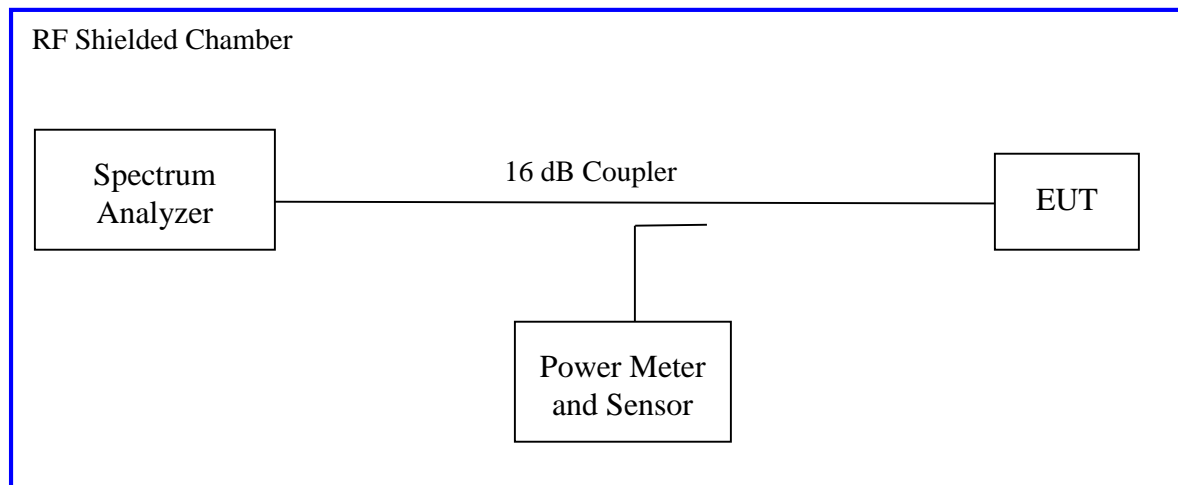 RF Shielded Chamber
Spectrum
Analyzer
16 dB Coupler
EUT
Power Meter
and Sensor